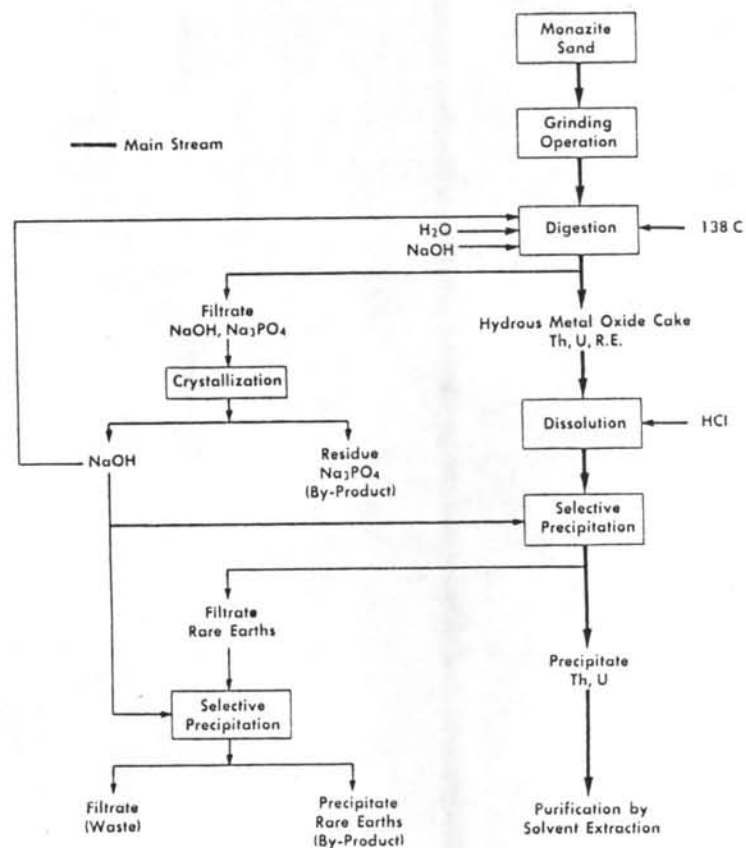 Monazite
Sand
Main Stream
Grinding
Operation
H₂O
NaOH
Digestion
138 C
Filtrate
NaOH, Na₃PO₄
Hydrous Metal Oxide Cake
Th, U, R.E.
Crystallization
Dissolution
HCl
NaOH
Residue
Na₃PO₄
(By-Product)
Selective
Precipitation
Filtrate
Rare Earths
Precipitate
Th, U
Selective
Precipitation
Filtrate
(Waste)
Precipitate
Rare Earths
(By-Product)
Purification by
Solvent Extraction